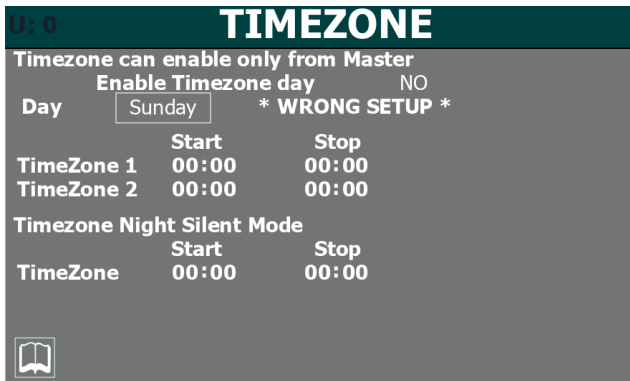 U: 0 TIMEZONE
Timezone can enable only from Master
Enable Timezone day NO
Day Sunday * WRONG SETUP *
Start Stop
TimeZone 1 00:00 00:00
TimeZone 2 00:00 00:00
Timezone Night Silent Mode
Start Stop
TimeZone 00:00 00:00